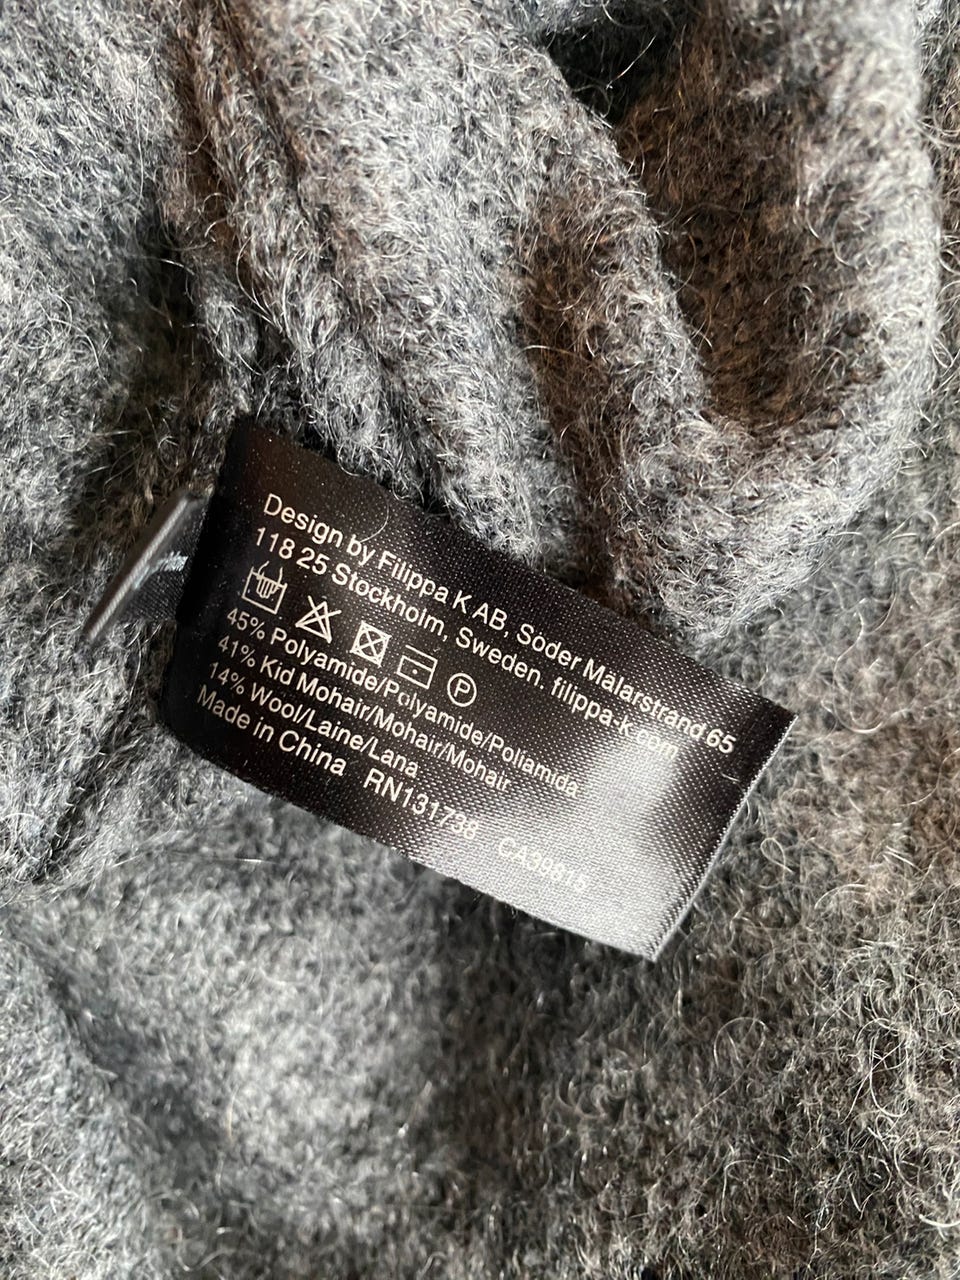 Design by Filippa K AB, Söder Mälarstrand 65
118 25 Stockholm, Sweden. filippa-k.com
P
45% Polyamide/Polyamide/Poliamida
41% Kid Mohair/Mohair/Mohair
14% Wool/Laine/Lana
Made in China RN131738 CA39815